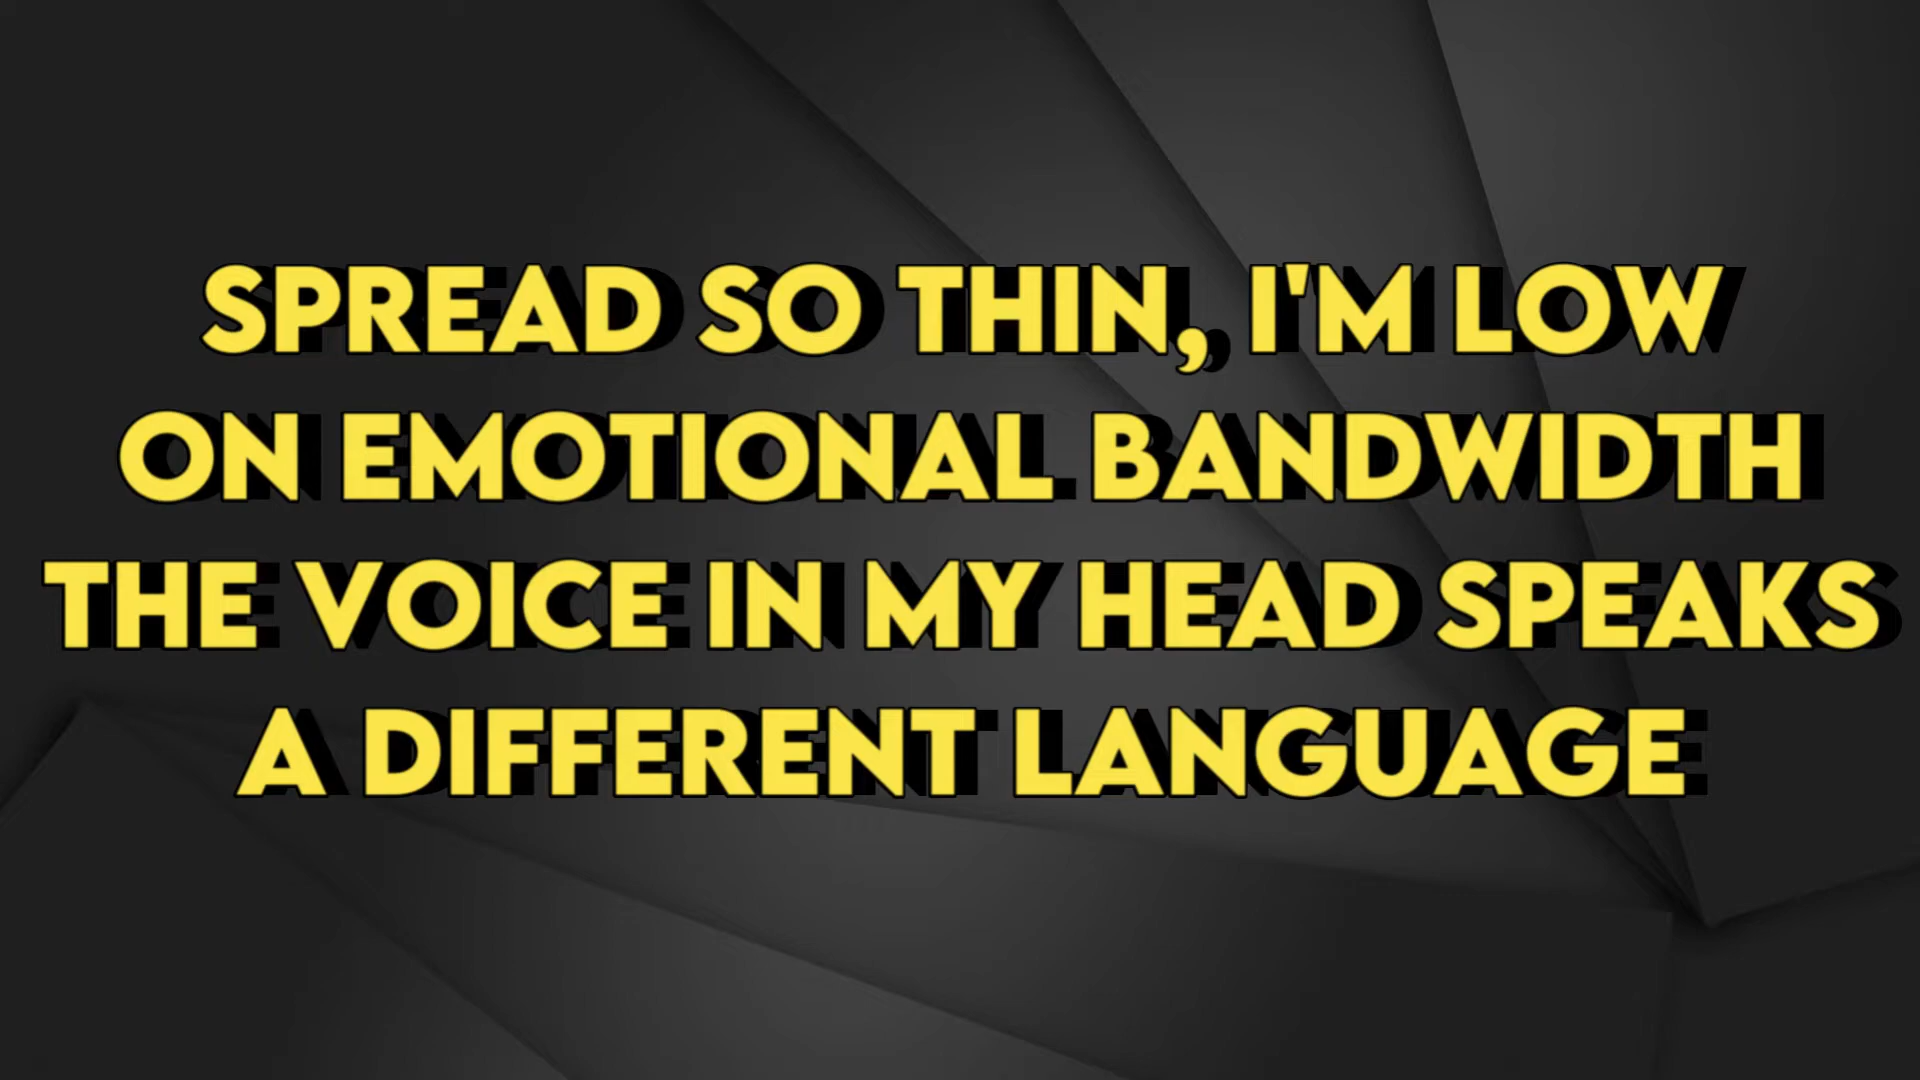 SPREAD SO THIN, I'M LOW
ON EMOTIONAL BANDWIDTH
THE VOICE IN MY HEAD SPEAKS
A DIFFERENT LANGUAGE